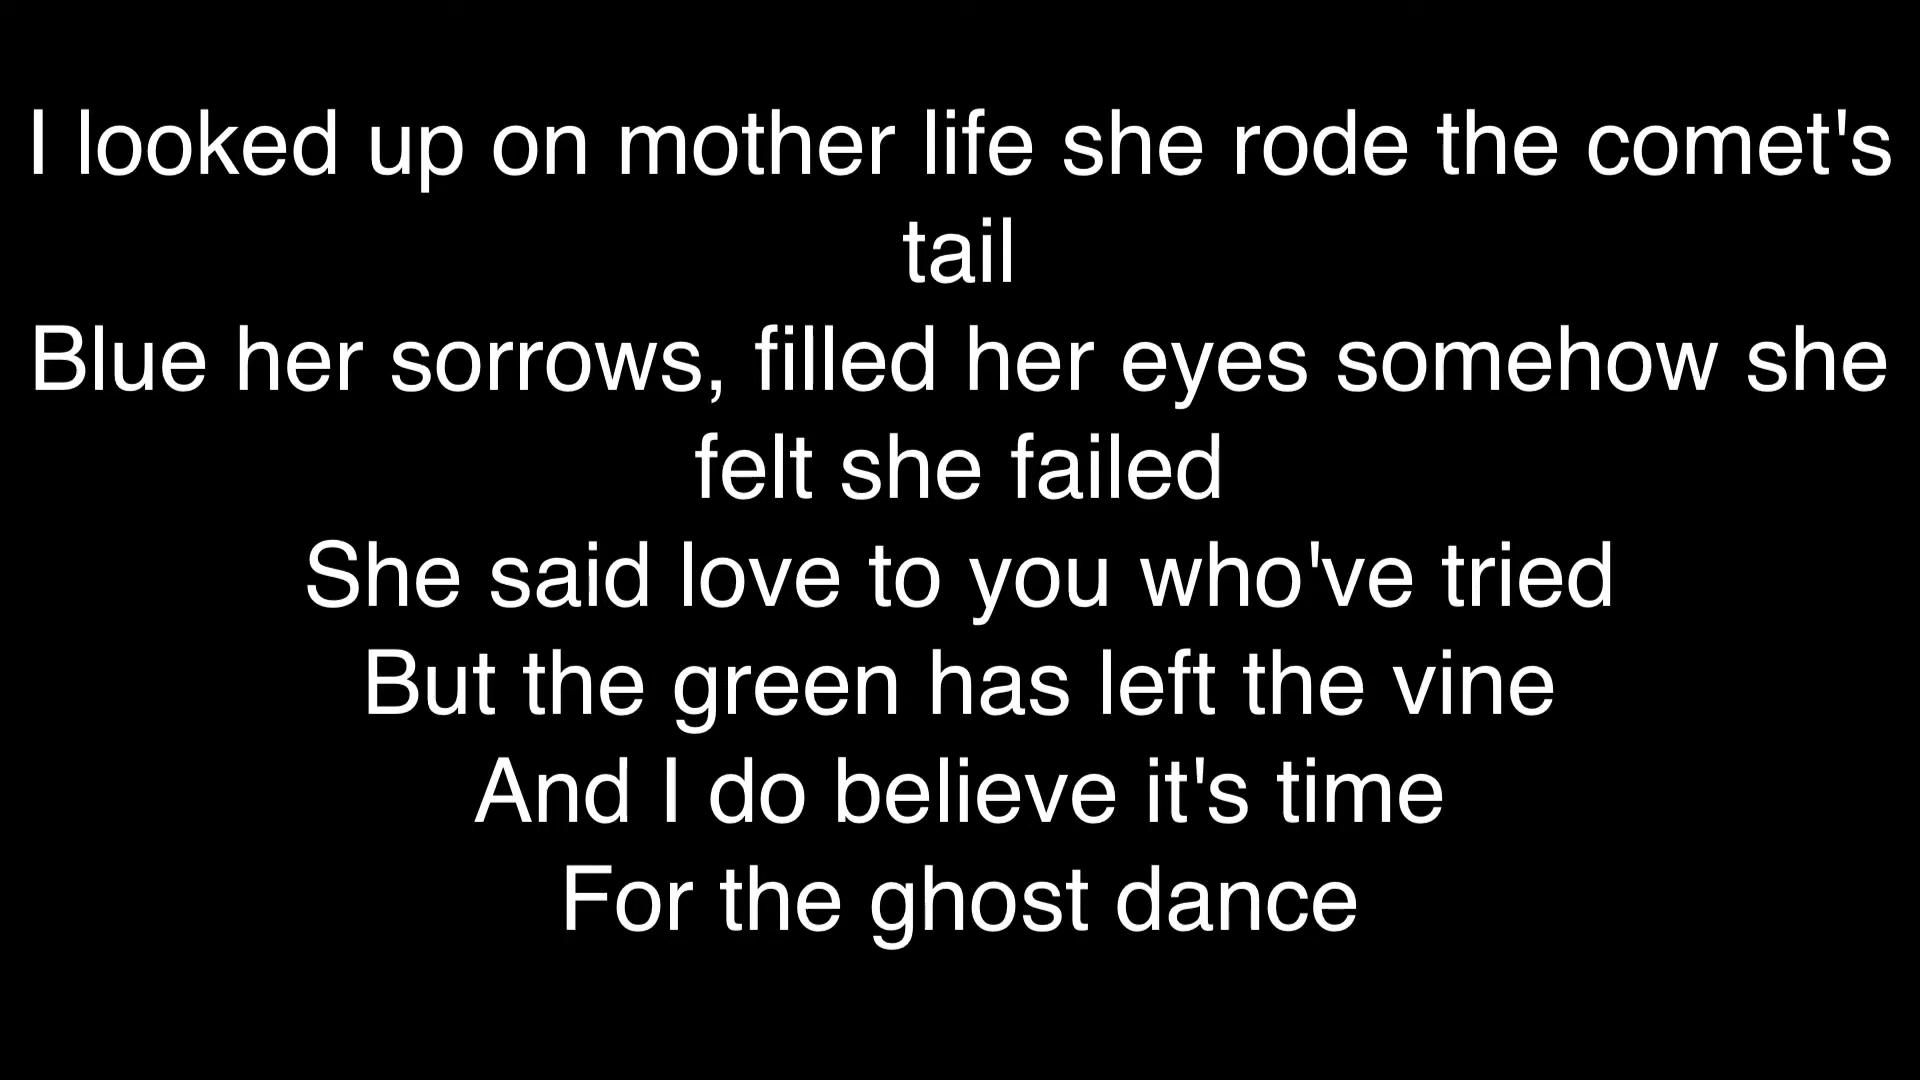 I looked up on mother life she rode the comet's
tail
Blue her sorrows, filled her eyes somehow she
felt she failed
She said love to you who've tried
But the green has left the vine
And I do believe it's time
For the ghost dance